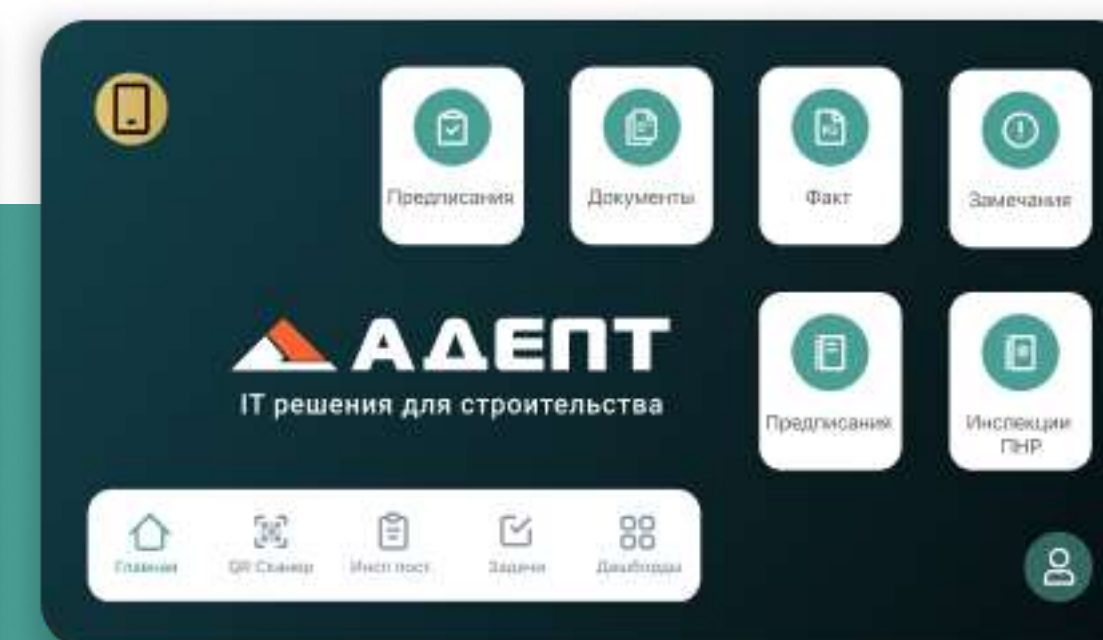 Предписания
Документы
Факт
Замечания
АДЕПТ
IT решения для строительства
Предписания
Инспекции
ПНР
Главная
QR Сканер
Инсп пост
Задачи
Дашборды